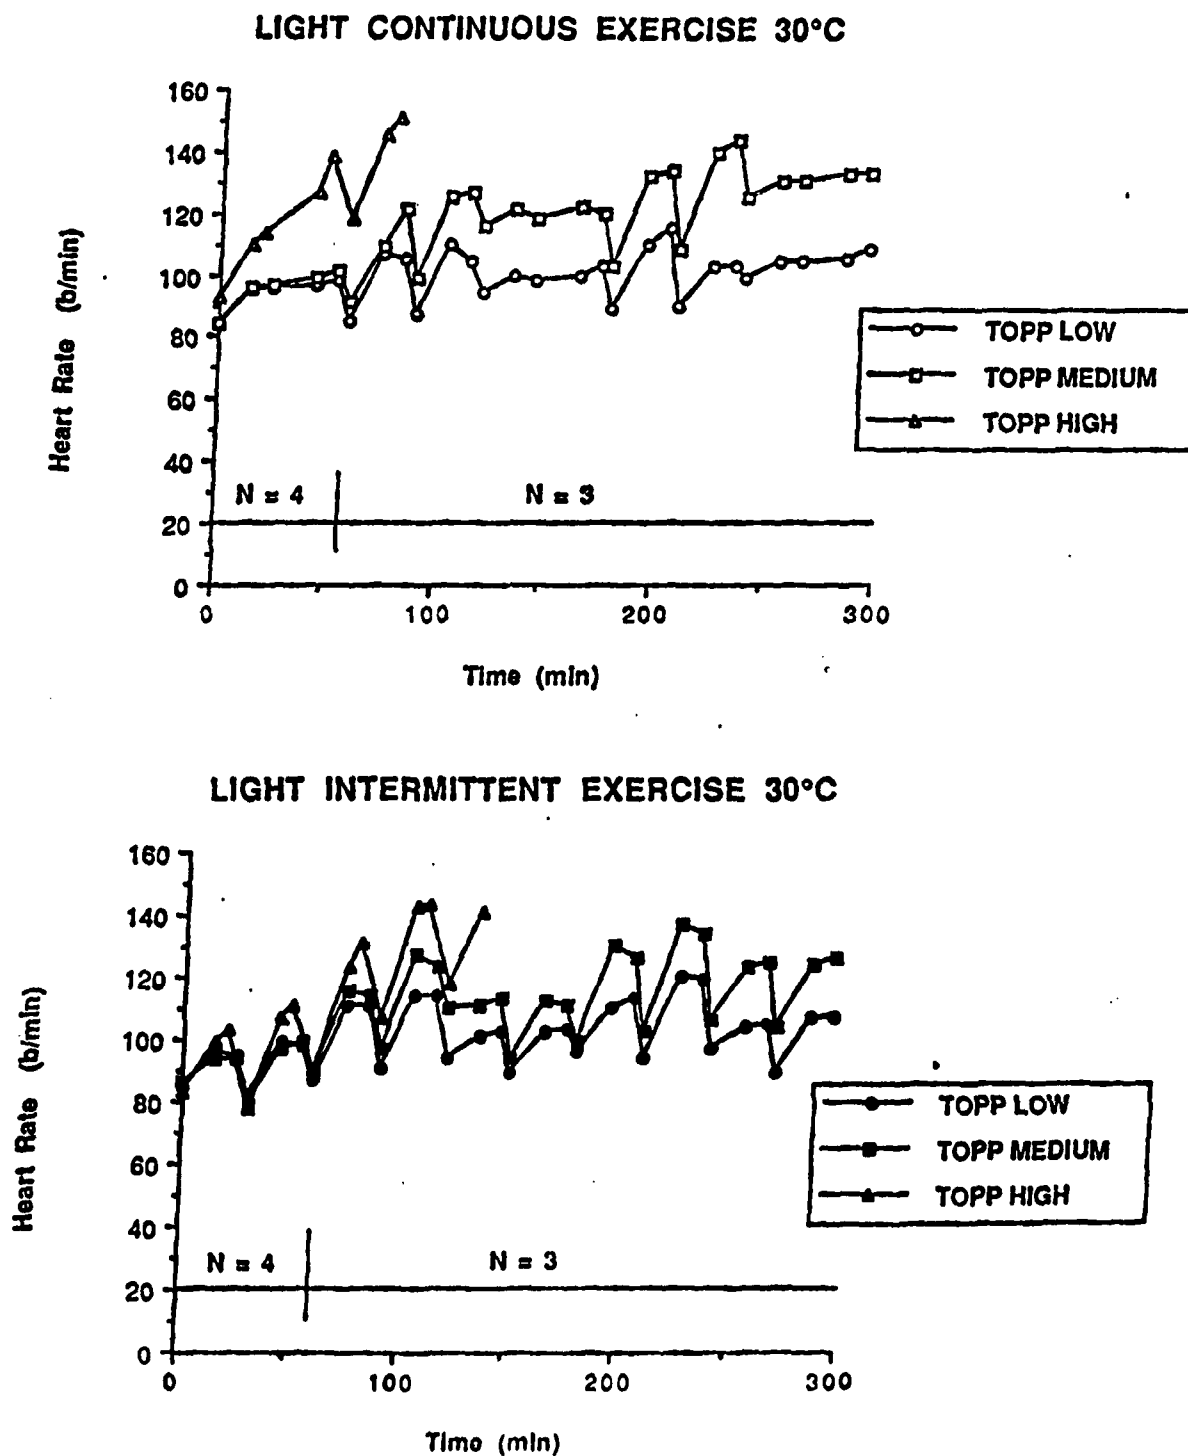 LIGHT CONTINUOUS EXERCISE 30°C
160
140
120
100
80
60
40
20
0
Heart Rate (b/min)
N = 4
N = 3
0
100
200
300
Time (min)
TOPP LOW
TOPP MEDIUM
TOPP HIGH
LIGHT INTERMITTENT EXERCISE 30°C
160
140
120
100
80
60
40
20
0
Heart Rate (b/min)
N = 4
N = 3
0
100
200
300
Time (min)
TOPP LOW
TOPP MEDIUM
TOPP HIGH